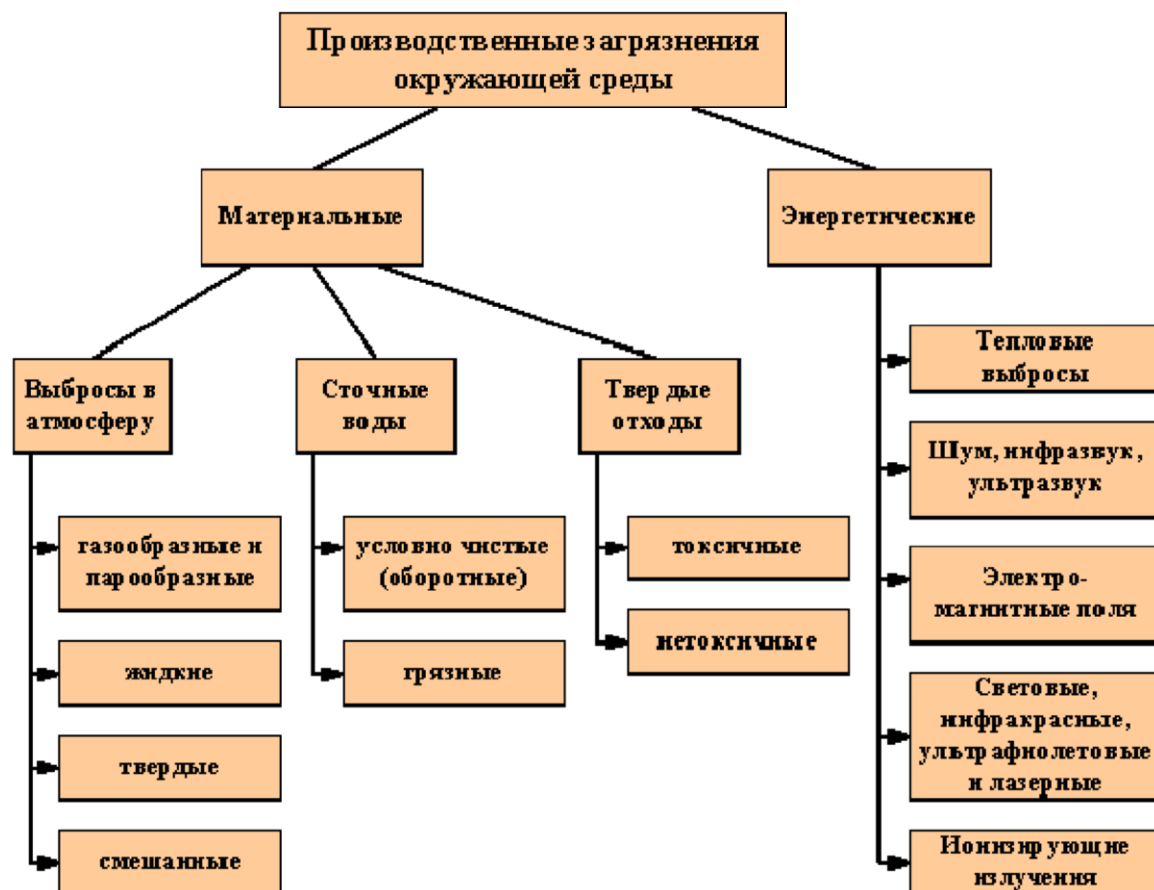 Производственные загрязнения
окружающей среды
Материальные
Энергетические
Выбросы в
атмосферу
Сточные
воды
Твердые
отходы
газообразные и
парообразные
жидкие
твердые
смешанные
условно чистые
(оборотные)
грязные
токсичные
нетоксичные
Тепловые
выбросы
Шум, инфразвук,
ультразвук
Электро-
магнитные поля
Световые,
инфракрасные,
ультрафиолетовые
и лазерные
Ионизирующие
излучения